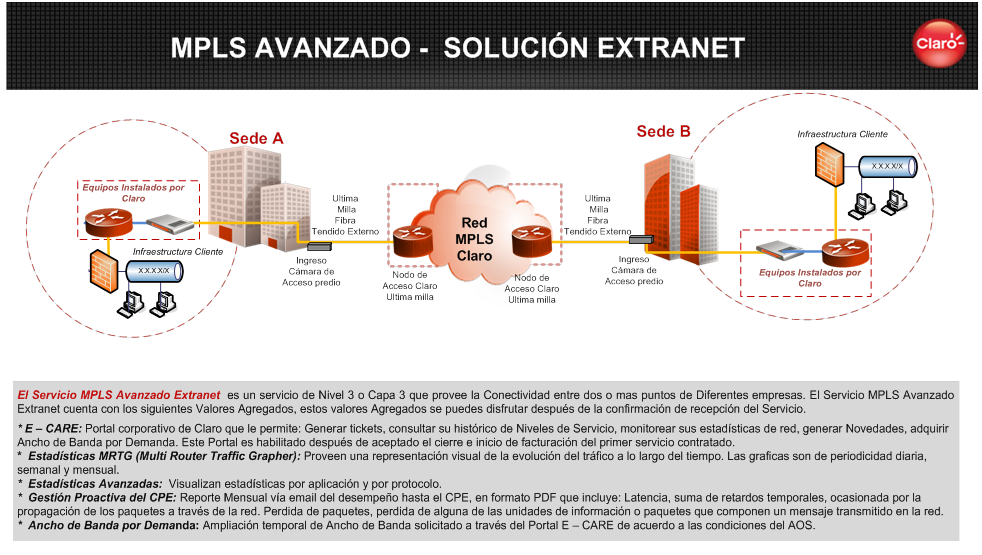 MPLS AVANZADO - SOLUCIÓN EXTRANET
Claro
Sede A
Sede B
Infraestructura Cliente
X.X.X.X/X
Equipos Instalados por
Claro
Ultima
Milla
Fibra
Tendido Externo
Red
MPLS
Claro
Ultima
Milla
Fibra
Tendido Externo
Infraestructura Cliente
X.X.X.X/X
Ingreso
Cámara de
Acceso predio
Nodo de
Acceso Claro
Ultima milla
Nodo de
Acceso Claro
Ultima milla
Ingreso
Cámara de
Acceso predio
Equipos Instalados por
Claro
El Servicio MPLS Avanzado Extranet es un servicio de Nivel 3 o Capa 3 que provee la Conectividad entre dos o mas puntos de Diferentes empresas. El Servicio MPLS Avanzado
Extranet cuenta con los siguientes Valores Agregados, estos valores Agregados se puedes disfrutar después de la confirmación de recepción del Servicio.
* E – CARE: Portal corporativo de Claro que le permite: Generar tickets, consultar su histórico de Niveles de Servicio, monitorear sus estadísticas de red, generar Novedades, adquirir
Ancho de Banda por Demanda. Este Portal es habilitado después de aceptado el cierre e inicio de facturación del primer servicio contratado.
* Estadísticas MRTG (Multi Router Traffic Grapher): Proveen una representación visual de la evolución del tráfico a lo largo del tiempo. Las graficas son de periodicidad diaria,
semanal y mensual.
* Estadísticas Avanzadas: Visualizan estadísticas por aplicación y por protocolo.
* Gestión Proactiva del CPE: Reporte Mensual vía email del desempeño hasta el CPE, en formato PDF que incluye: Latencia, suma de retardos temporales, ocasionada por la
propagación de los paquetes a través de la red. Perdida de paquetes, perdida de alguna de las unidades de información o paquetes que componen un mensaje transmitido en la red.
* Ancho de Banda por Demanda: Ampliación temporal de Ancho de Banda solicitado a través del Portal E – CARE de acuerdo a las condiciones del AOS.